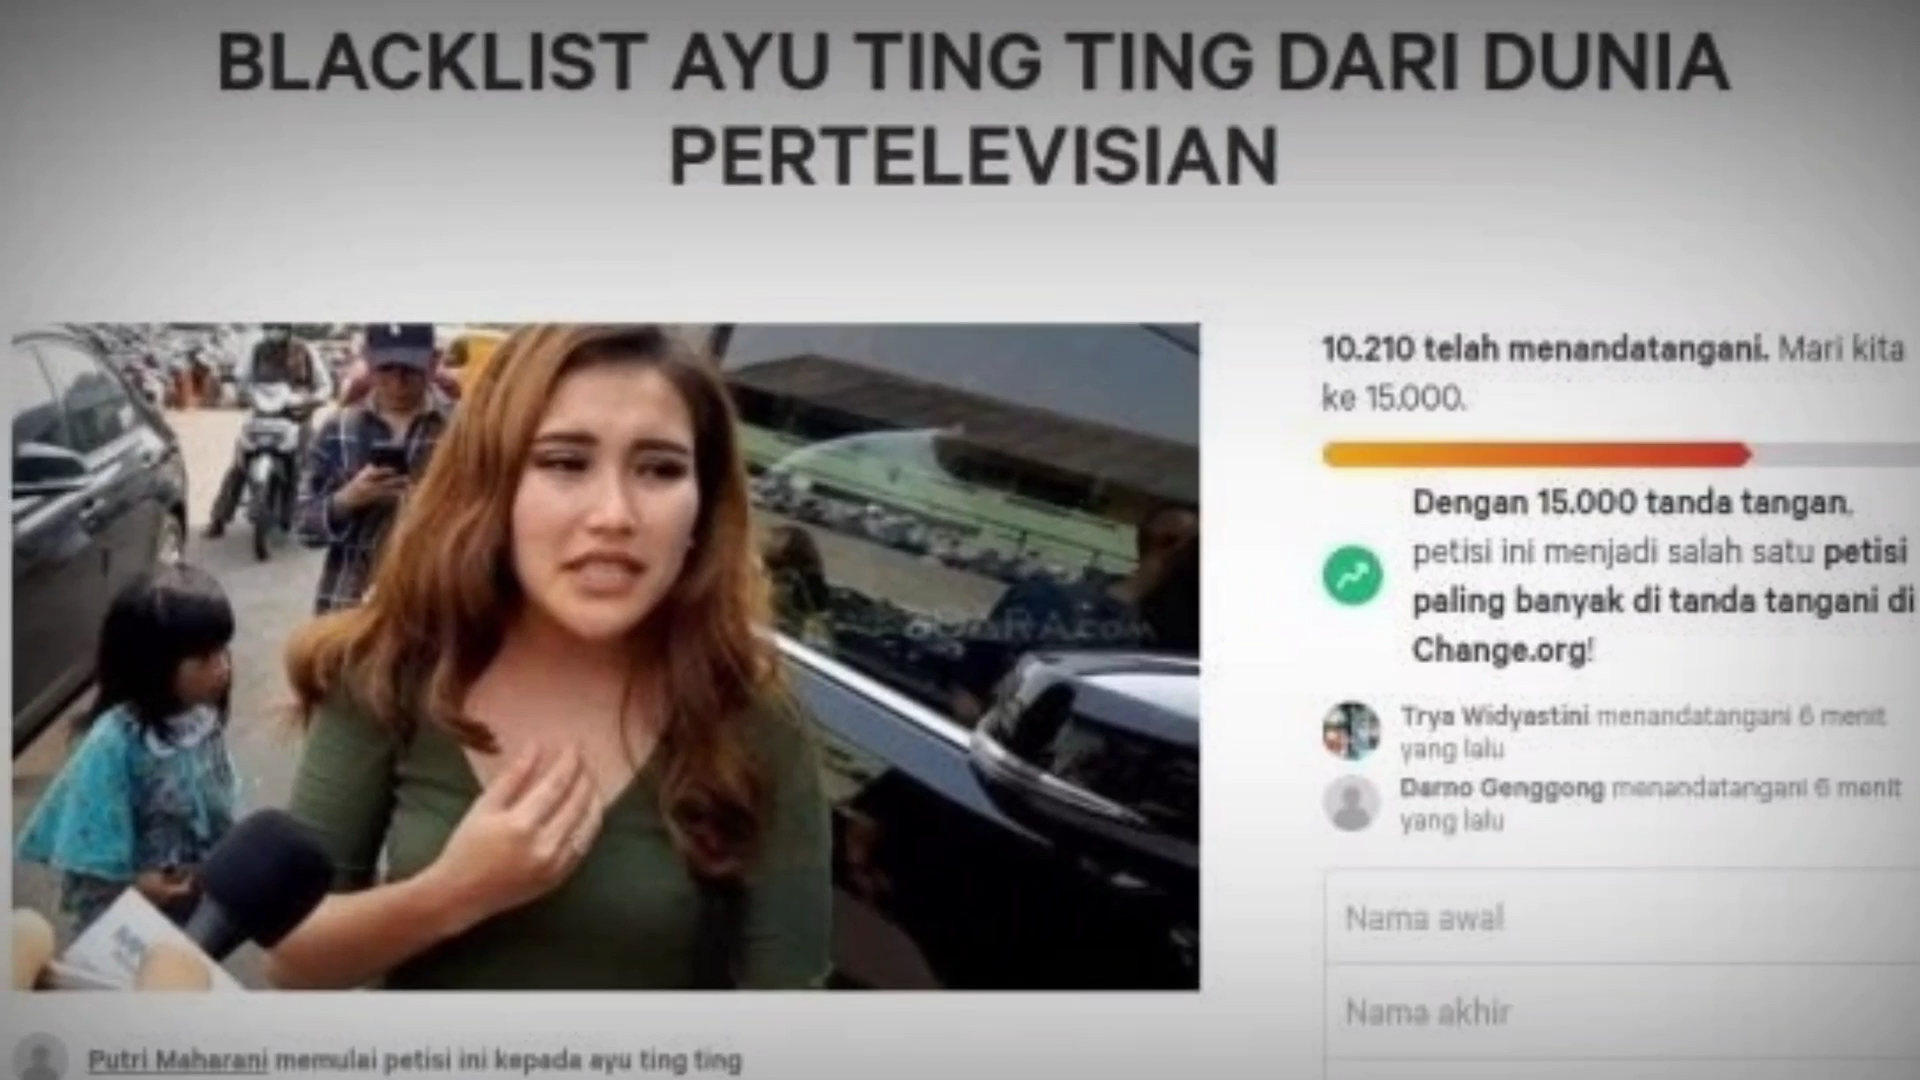 BLACKLIST AYU TING TING DARI DUNIA
PERTELEVISIAN
10.210 telah menandatangani. Mari kita
ke 15.000.
Dengan 15.000 tanda tangan,
petisi ini menjadi salah satu petisi
paling banyak di tanda tangani di
Change.org!
Trya Widyastini menandatangani 6 menit
yang lalu
Darno Genggong menandatangani 6 menit
yang lalu
Nama awal
Nama akhir
Putri Maharani memulai petisi ini kepada ayu ting ting